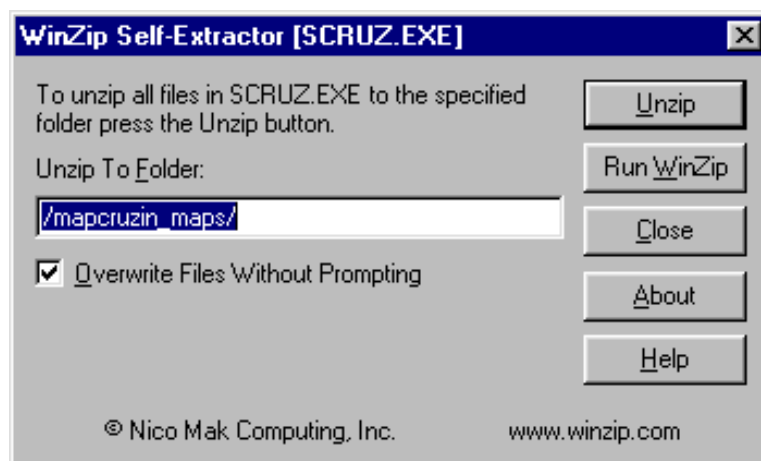 WinZip Self-Extractor [SCRUZ.EXE]
To unzip all files in SCRUZ.EXE to the specified
folder press the Unzip button.
Unzip To Folder:
/mapcruzin_maps/
Overwrite Files Without Prompting
Unzip
Run WinZip
Close
About
Help
© Nico Mak Computing, Inc.
www.winzip.com